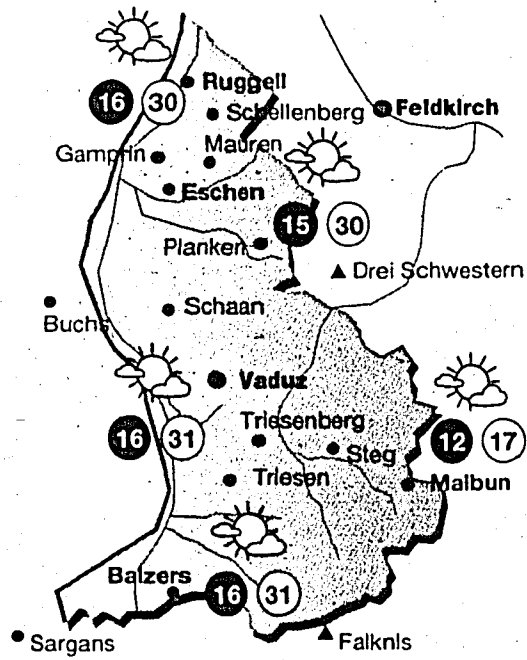 Ruggell
16 30
Schellenberg
Feldkirch
Gamprin
Mauren
Eschen
15 30
Planken
Drei Schwestern
Buchs
Schaan
Vaduz
16 31
Triesenberg
Steg
12 17
Triesen
Malbun
Balzers
16 31
Sargans
Falknis